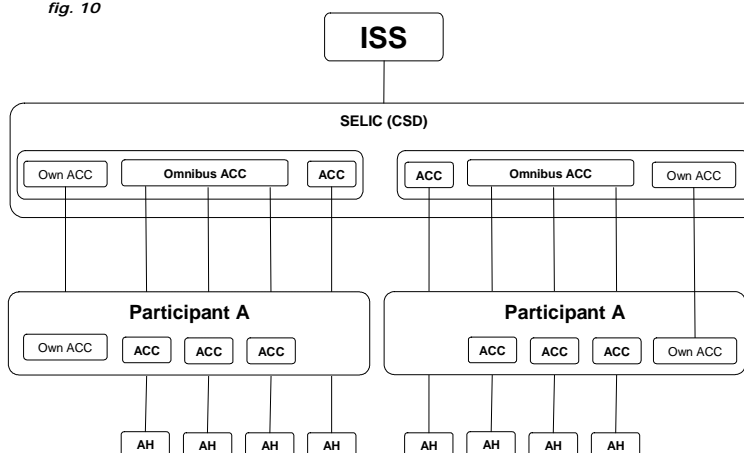 fig. 10
ISS
SELIC (CSD)
Own ACC Omnibus ACC ACC ACC Omnibus ACC Own ACC
Participant A Participant A
Own ACC ACC ACC ACC ACC ACC ACC Own ACC
AH AH AH AH AH AH AH AH